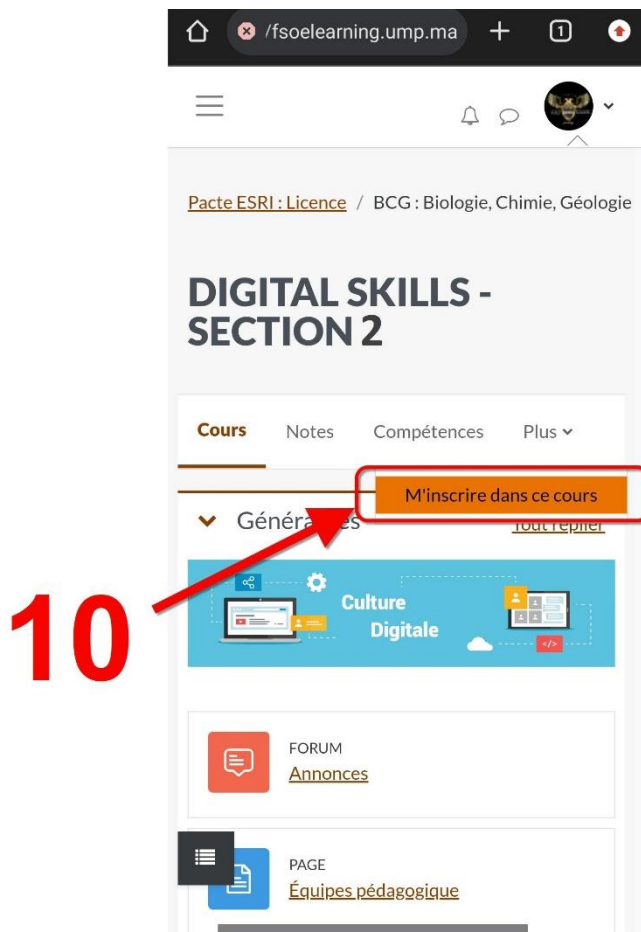 /fsoelearning.ump.ma
1
Pacte ESRI : Licence / BCG : Biologie, Chimie, Géologie
DIGITAL SKILLS -
SECTION 2
Cours Notes Compétences Plus
M'inscrire dans ce cours
Tout replier
Culture
Digitale
10
FORUM
Annonces
PAGE
Équipes pédagogique